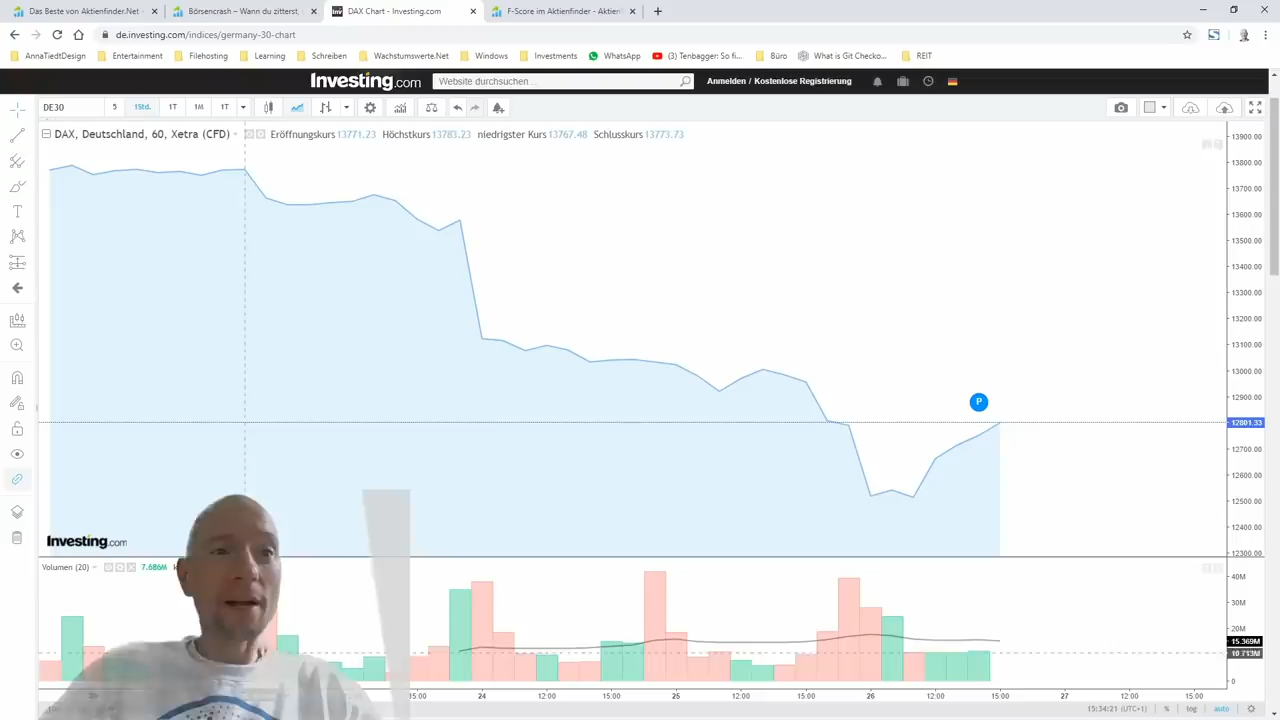 Das Beste von Aktienfinder.Net -
Börsencrash – Wann du zitterst,
DAX Chart - Investing.com
F-Score im Aktienfinder - Aktienf
de.investing.com/indices/germany-30-chart
AnnaTiedtDesign
Entertainment
Filehosting
Learning
Schreiben
Wachstumswerte.Net
Windows
Investments
WhatsApp
(3) Tenbagger: So fi...
Büro
What is Git Checko...
REIT
Investing.com
Website durchsuchen...
Anmelden / Kostenlose Registrierung
DE30
5
1Std.
1T
1M
1T
DAX, Deutschland, 60, Xetra (CFD)
Eröffnungskurs 13771.23 Höchstkurs 13783.23 niedrigster Kurs 13767.48 Schlusskurs 13773.73
13900.00
13800.00
13700.00
13600.00
13500.00
13400.00
13300.00
13200.00
13100.00
13000.00
12900.00
P
12801.33
12700.00
12600.00
12500.00
12400.00
12300.00
Investing.com
Volumen (20)
7.686M
40M
30M
20M
15.369M
10.713M
0
15:00
24
12:00
15:00
25
12:00
15:00
26
12:00
15:00
27
12:00
15:00
15:34:21 (UTC+1)
%
log
auto